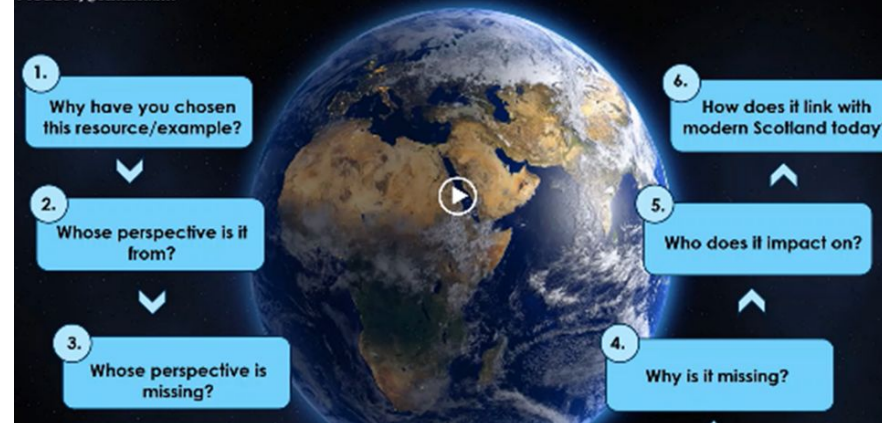 1.
Why have you chosen
this resource/example?
2.
Whose perspective is it
from?
3.
Whose perspective is
missing?
4.
Why is it missing?
5.
Who does it impact on?
6.
How does it link with
modern Scotland today